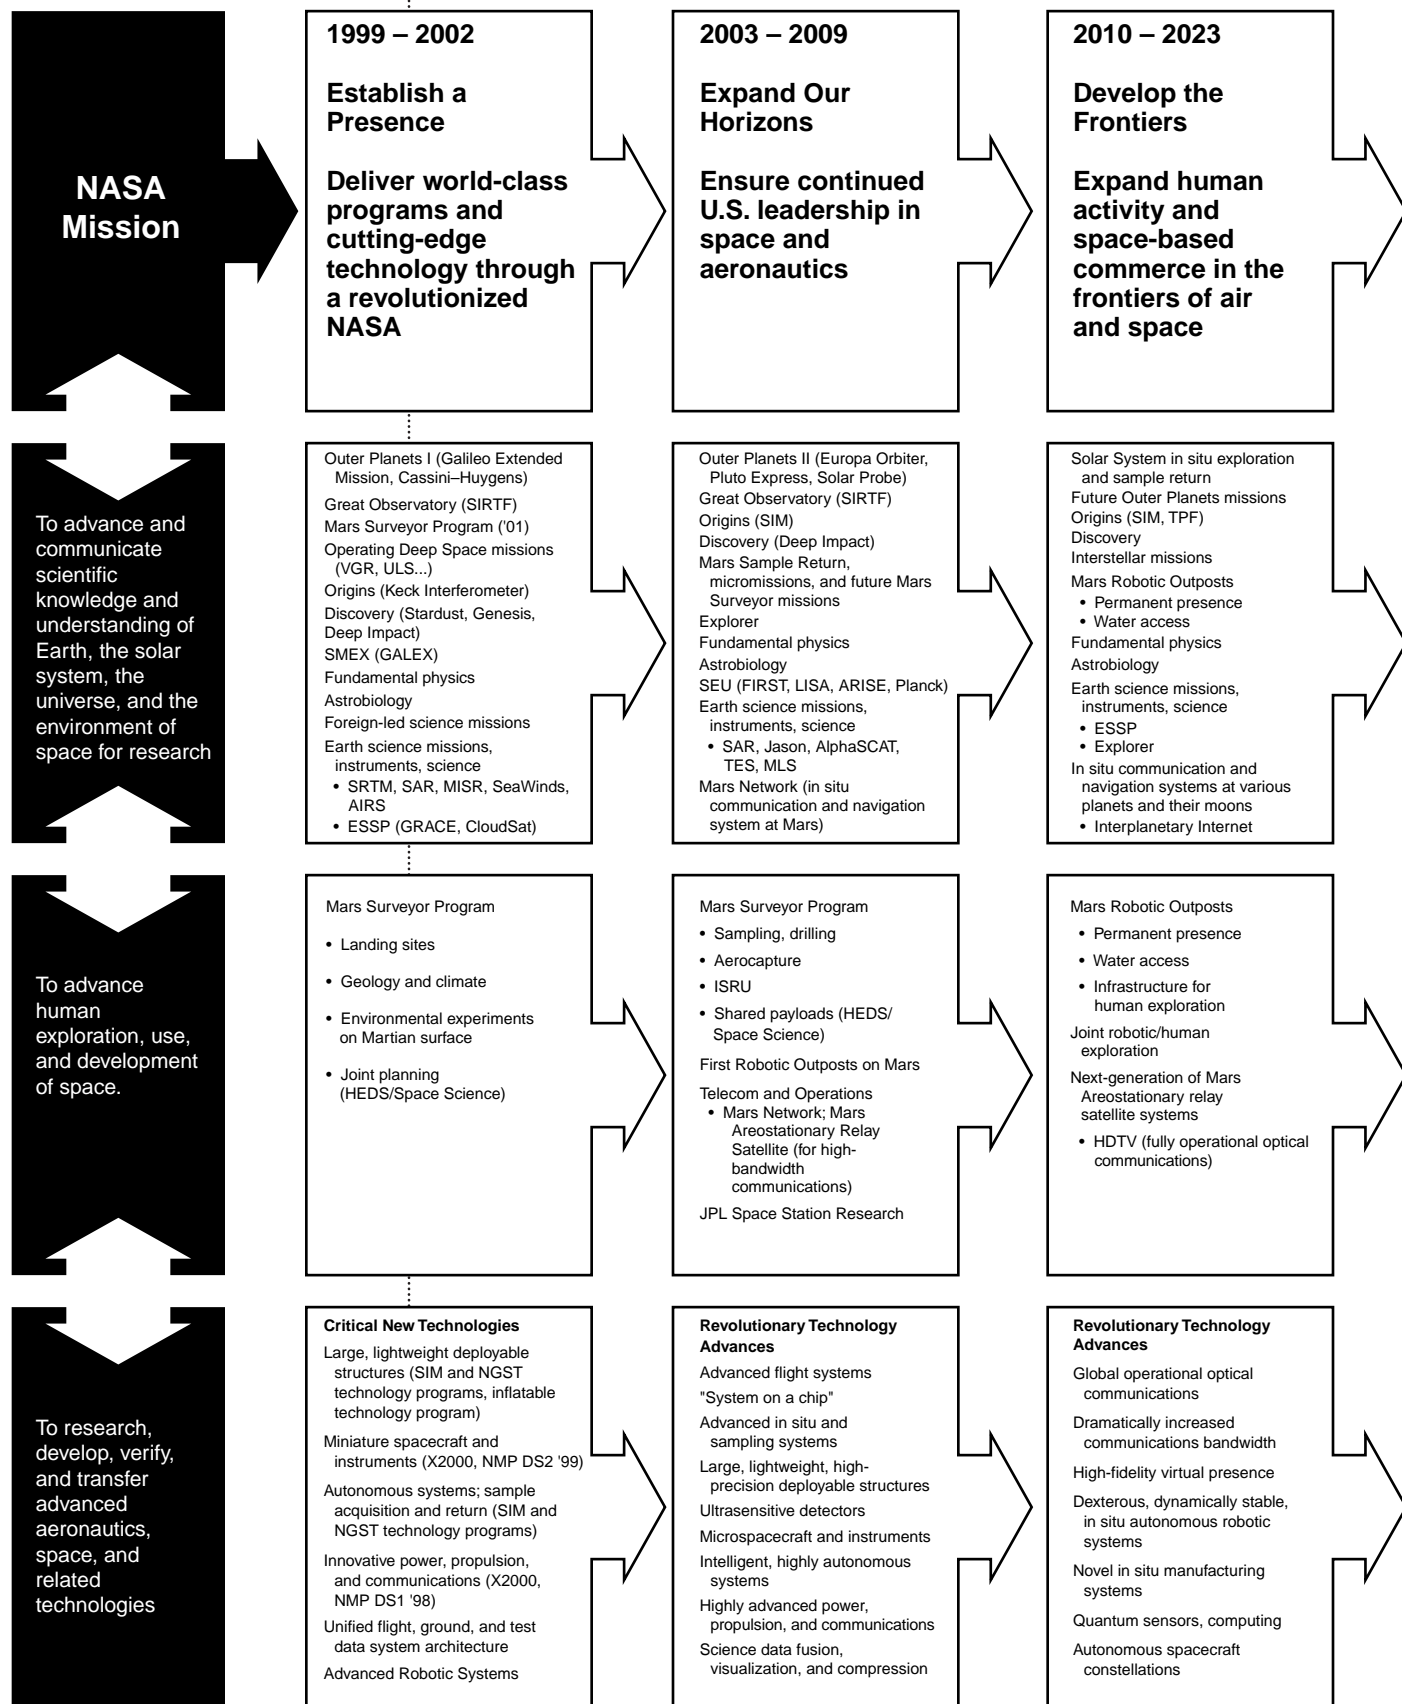 NASA
Mission
1999 – 2002
Establish a
Presence
Deliver world-class
programs and
cutting-edge
technology through
a revolutionized
NASA
2003 – 2009
Expand Our
Horizons
Ensure continued
U.S. leadership in
space and
aeronautics
2010 – 2023
Develop the
Frontiers
Expand human
activity and
space-based
commerce in the
frontiers of air
and space
To advance and
communicate
scientific
knowledge and
understanding of
Earth, the solar
system, the
universe, and the
environment of
space for research
Outer Planets I (Galileo Extended
Mission, Cassini–Huygens)
Great Observatory (SIRTF)
Mars Surveyor Program ('01)
Operating Deep Space missions
(VGR, ULS...)
Origins (Keck Interferometer)
Discovery (Stardust, Genesis,
Deep Impact)
SMEX (GALEX)
Fundamental physics
Astrobiology
Foreign-led science missions
Earth science missions,
instruments, science
• SRTM, SAR, MISR, SeaWinds,
AIRS
• ESSP (GRACE, CloudSat)
Outer Planets II (Europa Orbiter,
Pluto Express, Solar Probe)
Great Observatory (SIRTF)
Origins (SIM)
Discovery (Deep Impact)
Mars Sample Return,
micromissions, and future Mars
Surveyor missions
Explorer
Fundamental physics
Astrobiology
SEU (FIRST, LISA, ARISE, Planck)
Earth science missions,
instruments, science
• SAR, Jason, AlphaSCAT,
TES, MLS
Mars Network (in situ
communication and navigation
system at Mars)
Solar System in situ exploration
and sample return
Future Outer Planets missions
Origins (SIM, TPF)
Discovery
Interstellar missions
Mars Robotic Outposts
• Permanent presence
• Water access
Fundamental physics
Astrobiology
Earth science missions,
instruments, science
• ESSP
• Explorer
In situ communication and
navigation systems at various
planets and their moons
• Interplanetary Internet
To advance
human
exploration, use,
and development
of space.
Mars Surveyor Program
• Landing sites
• Geology and climate
• Environmental experiments
on Martian surface
• Joint planning
(HEDS/Space Science)
Mars Surveyor Program
• Sampling, drilling
• Aerocapture
• ISRU
• Shared payloads (HEDS/
Space Science)
First Robotic Outposts on Mars
Telecom and Operations
• Mars Network; Mars
Areostationary Relay
Satellite (for high-
bandwidth
communications)
JPL Space Station Research
Mars Robotic Outposts
• Permanent presence
• Water access
• Infrastructure for
human exploration
Joint robotic/human
exploration
Next-generation of Mars
Areostationary relay
satellite systems
• HDTV (fully operational optical
communications)
To research,
develop, verify,
and transfer
advanced
aeronautics,
space, and
related
technologies
Critical New Technologies
Large, lightweight deployable
structures (SIM and NGST
technology programs, inflatable
technology program)
Miniature spacecraft and
instruments (X2000, NMP DS2 '99)
Autonomous systems; sample
acquisition and return (SIM and
NGST technology programs)
Innovative power, propulsion,
and communications (X2000,
NMP DS1 '98)
Unified flight, ground, and test
data system architecture
Advanced Robotic Systems
Revolutionary Technology
Advances
Advanced flight systems
"System on a chip"
Advanced in situ and
sampling systems
Large, lightweight, high-
precision deployable structures
Ultrasensitive detectors
Microspacecraft and instruments
Intelligent, highly autonomous
systems
Highly advanced power,
propulsion, and communications
Science data fusion,
visualization, and compression
Revolutionary Technology
Advances
Global operational optical
communications
Dramatically increased
communications bandwidth
High-fidelity virtual presence
Dexterous, dynamically stable,
in situ autonomous robotic
systems
Novel in situ manufacturing
systems
Quantum sensors, computing
Autonomous spacecraft
constellations